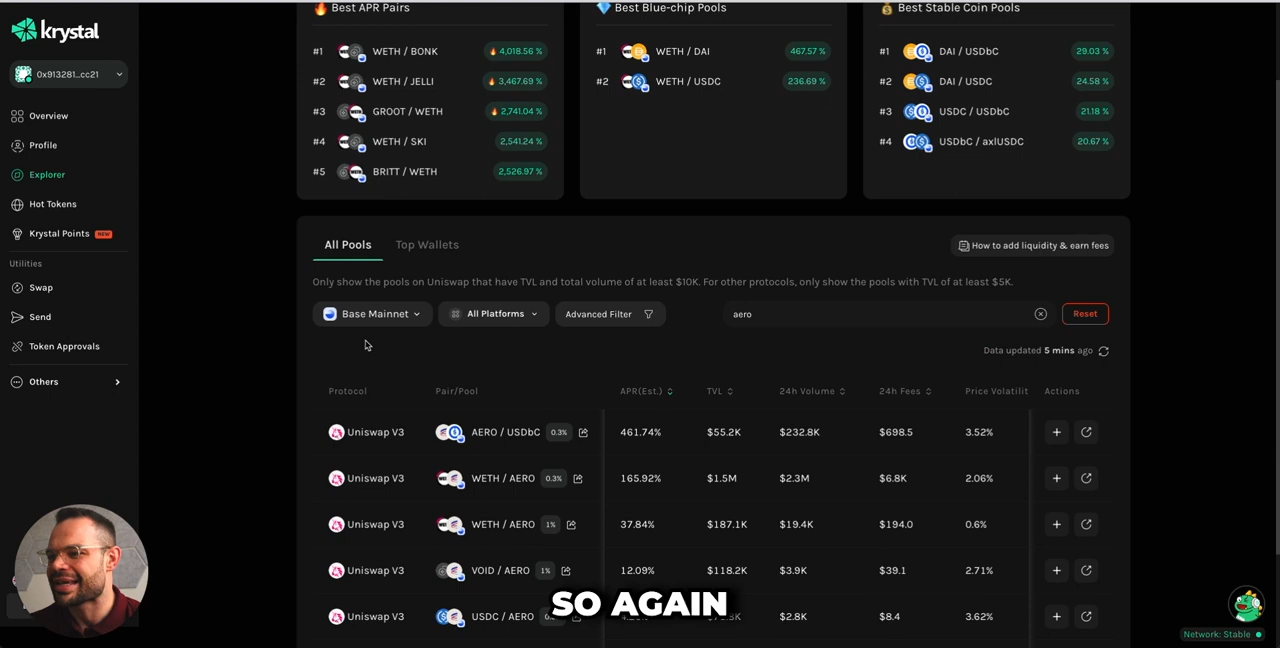 krystal
0x913281...cc21
Overview
Profile
Explorer
Hot Tokens
Krystal Points NEW
Utilities
Swap
Send
Token Approvals
Others
Best APR Pairs
#1 WETH / BONK 4,018.56 %
#2 WETH / JELLI 3,467.69 %
#3 GROOT / WETH 2,741.04 %
#4 WETH / SKI 2,541.24 %
#5 BRITT / WETH 2,526.97 %
Best Blue-chip Pools
#1 WETH / DAI 467.57 %
#2 WETH / USDC 236.69 %
Best Stable Coin Pools
#1 DAI / USDbC 29.03 %
#2 DAI / USDC 24.58 %
#3 USDC / USDbC 21.18 %
#4 USDbC / axlUSDC 20.67 %
All Pools Top Wallets How to add liquidity & earn fees
Only show the pools on Uniswap that have TVL and total volume of at least $10K. For other protocols, only show the pools with TVL of at least $5K.
Base Mainnet All Platforms Advanced Filter aero Reset
Data updated 5 mins ago
Protocol Pair/Pool APR(Est.) TVL 24h Volume 24h Fees Price Volatilit Actions
Uniswap V3 AERO / USDbC 0.3% 461.74% $55.2K $232.8K $698.5 3.52%
Uniswap V3 WETH / AERO 0.3% 165.92% $1.5M $2.3M $6.8K 2.06%
Uniswap V3 WETH / AERO 1% 37.84% $187.1K $19.4K $194.0 0.6%
Uniswap V3 VOID / AERO 1% 12.09% $118.2K $3.9K $39.1 2.71%
Uniswap V3 USDC / AERO $2.8K $8.4 3.62%
SO AGAIN
Network: Stable